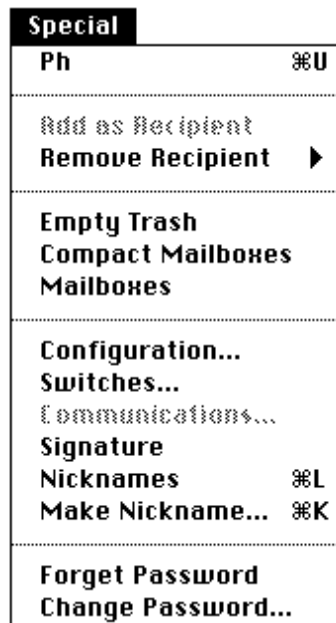 Special
Ph ⌘U
Add as Recipient
Remove Recipient ▶
Empty Trash
Compact Mailboxes
Mailboxes
Configuration...
Switches...
Communications...
Signature
Nicknames ⌘L
Make Nickname... ⌘K
Forget Password
Change Password...